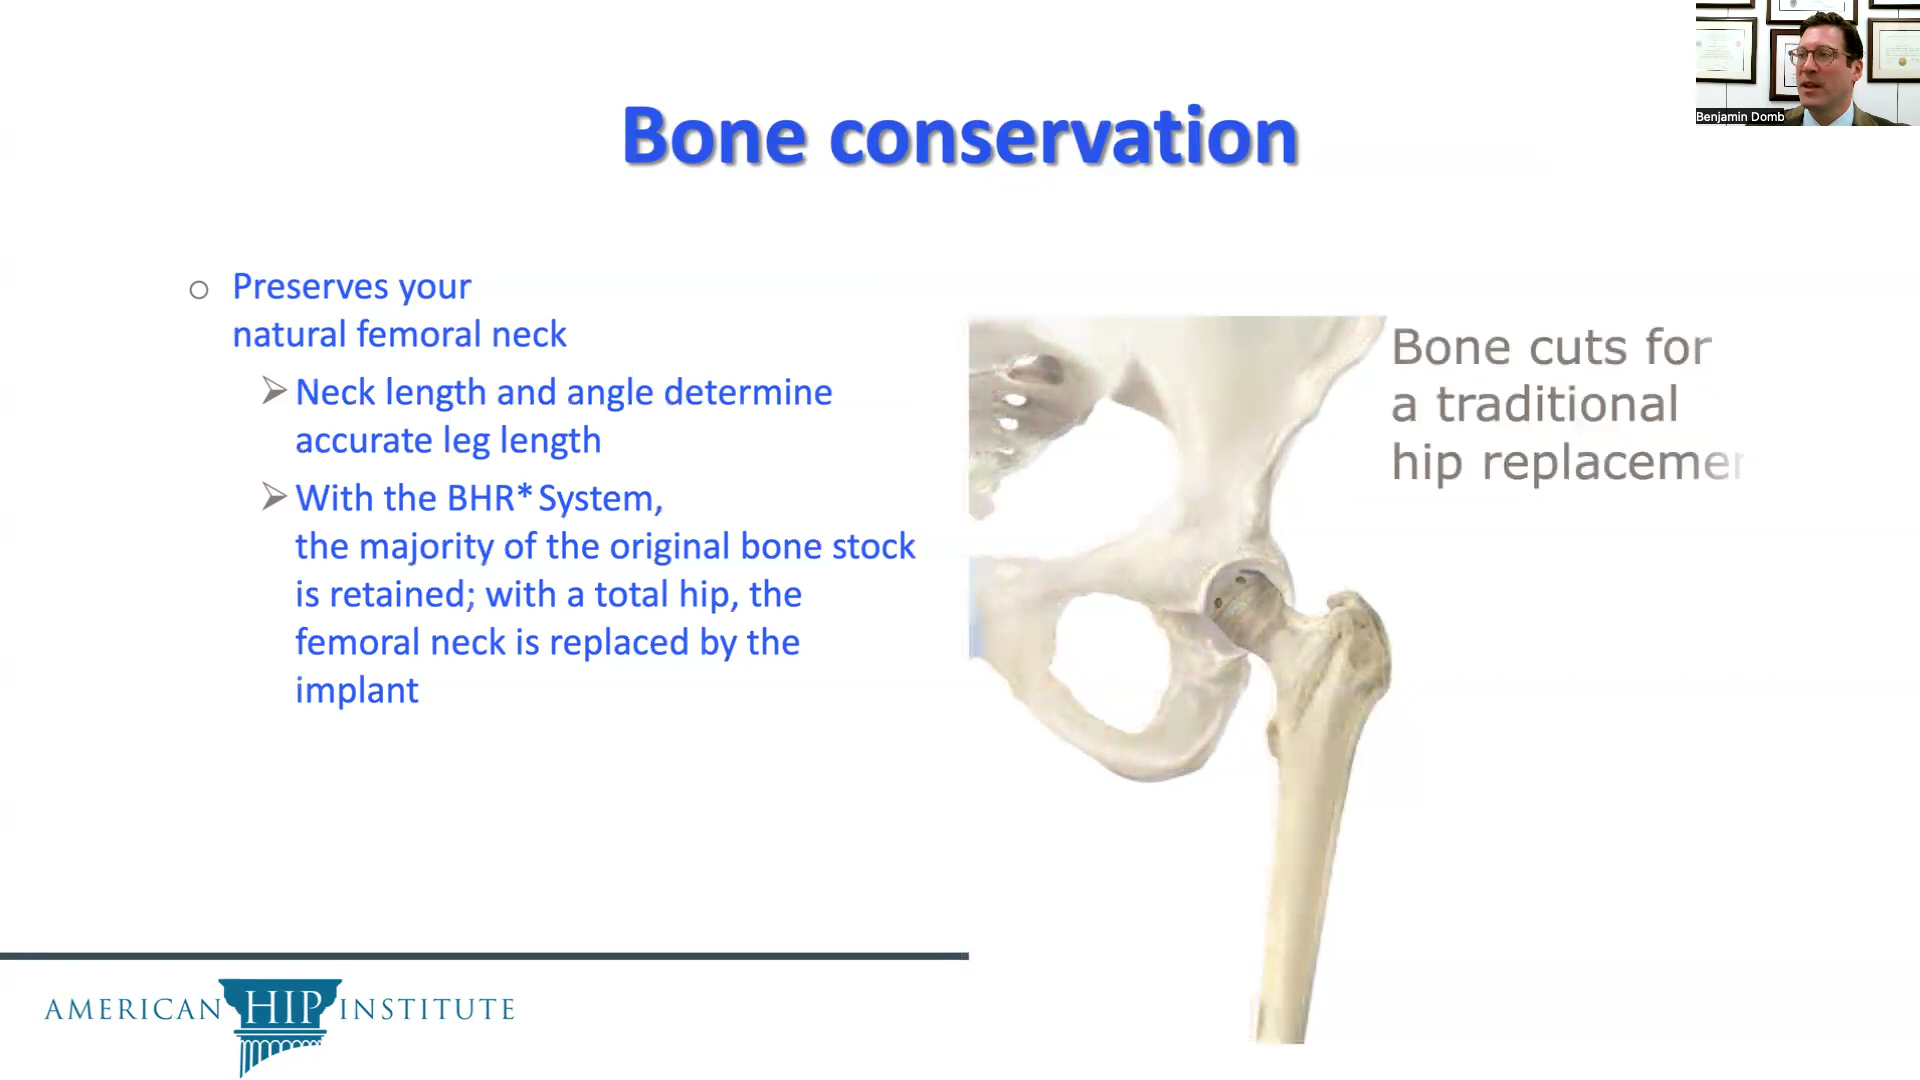 Benjamin Domb
Bone conservation
Preserves your
natural femoral neck
Neck length and angle determine
accurate leg length
With the BHR* System,
the majority of the original bone stock
is retained; with a total hip, the
femoral neck is replaced by the
implant
Bone cuts for
a traditional
hip replacemen
AMERICAN HIP INSTITUTE